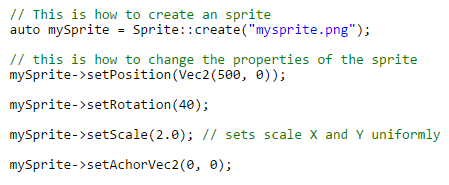 // This is how to create an sprite
auto mySprite = Sprite::create("mysprite.png");
// this is how to change the properties of the sprite
mySprite->setPosition(Vec2(500, 0));
mySprite->setRotation(40);
mySprite->setScale(2.0); // sets scale X and Y uniformly
mySprite->setAchorVec2(0, 0);